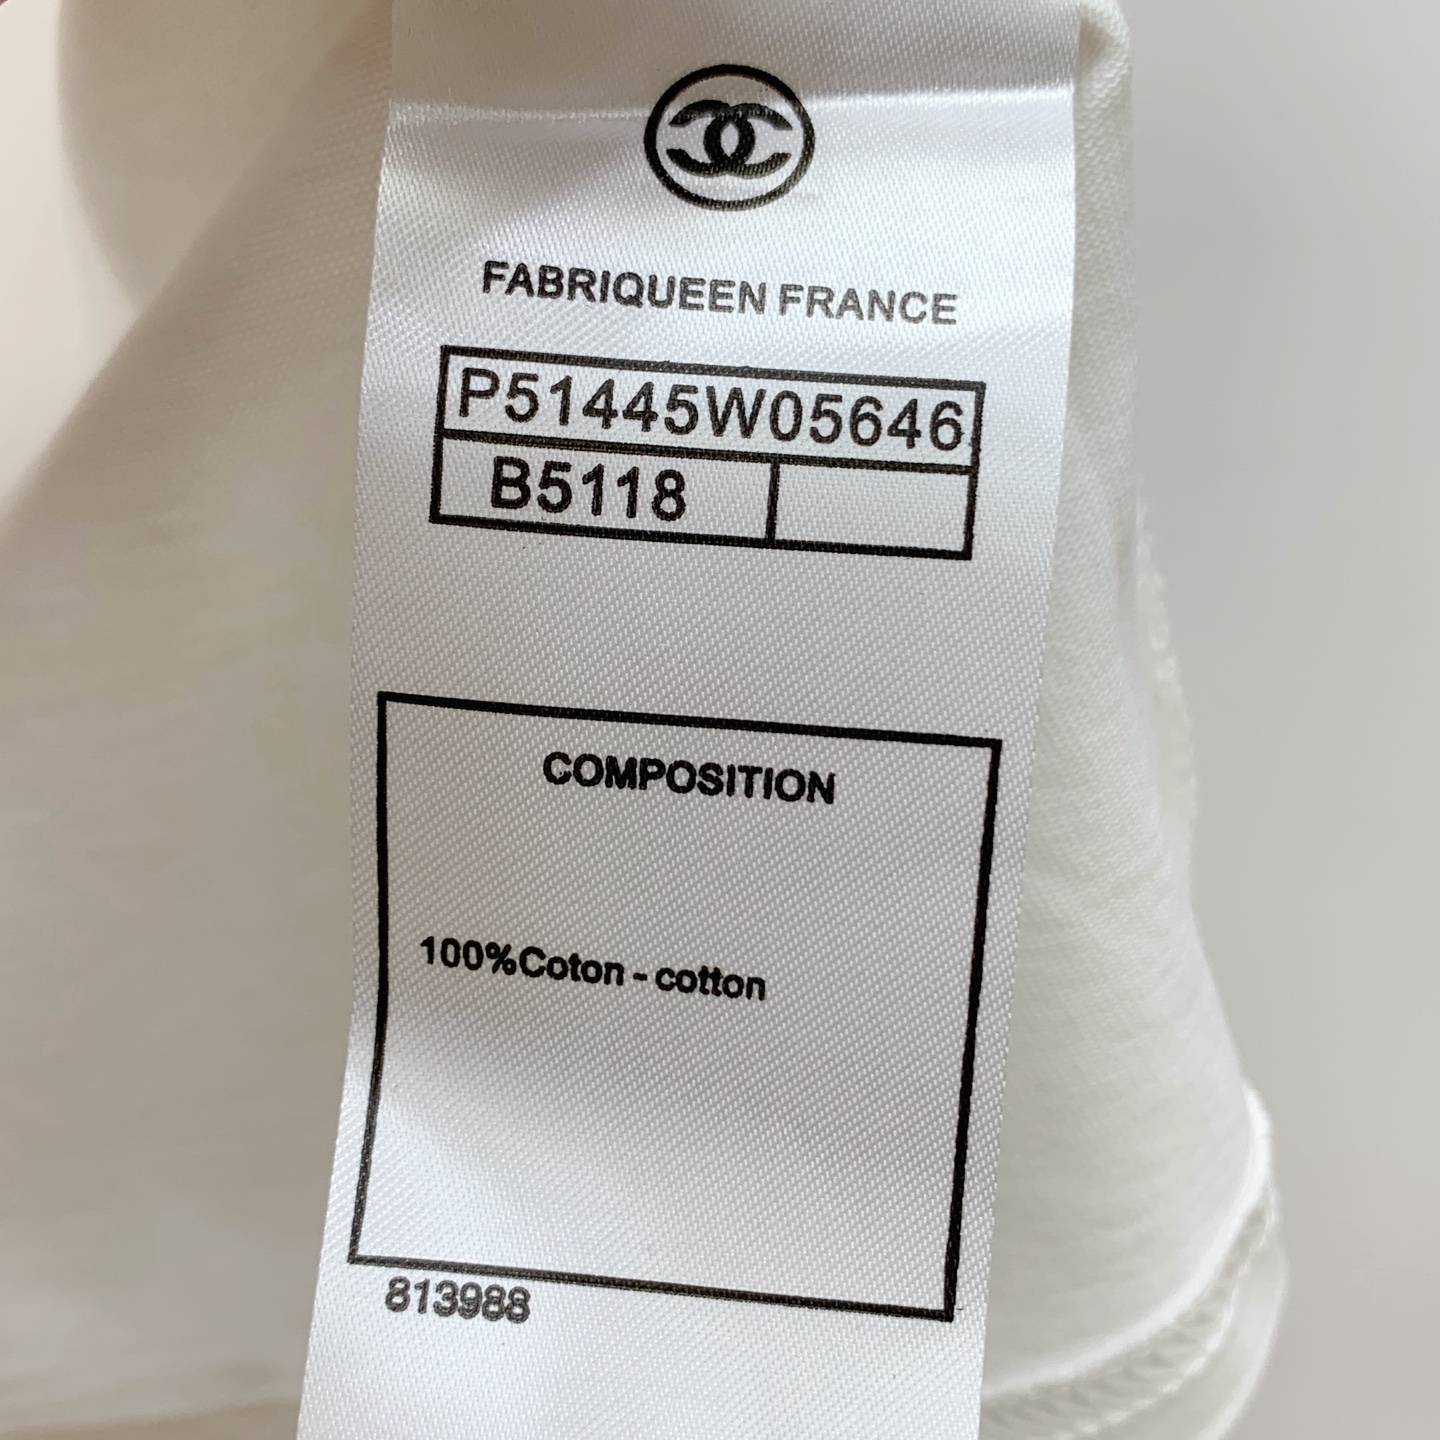 FABRIQUEEN FRANCE
P51445W05646
B5118
COMPOSITION
100%Coton - cotton
813988